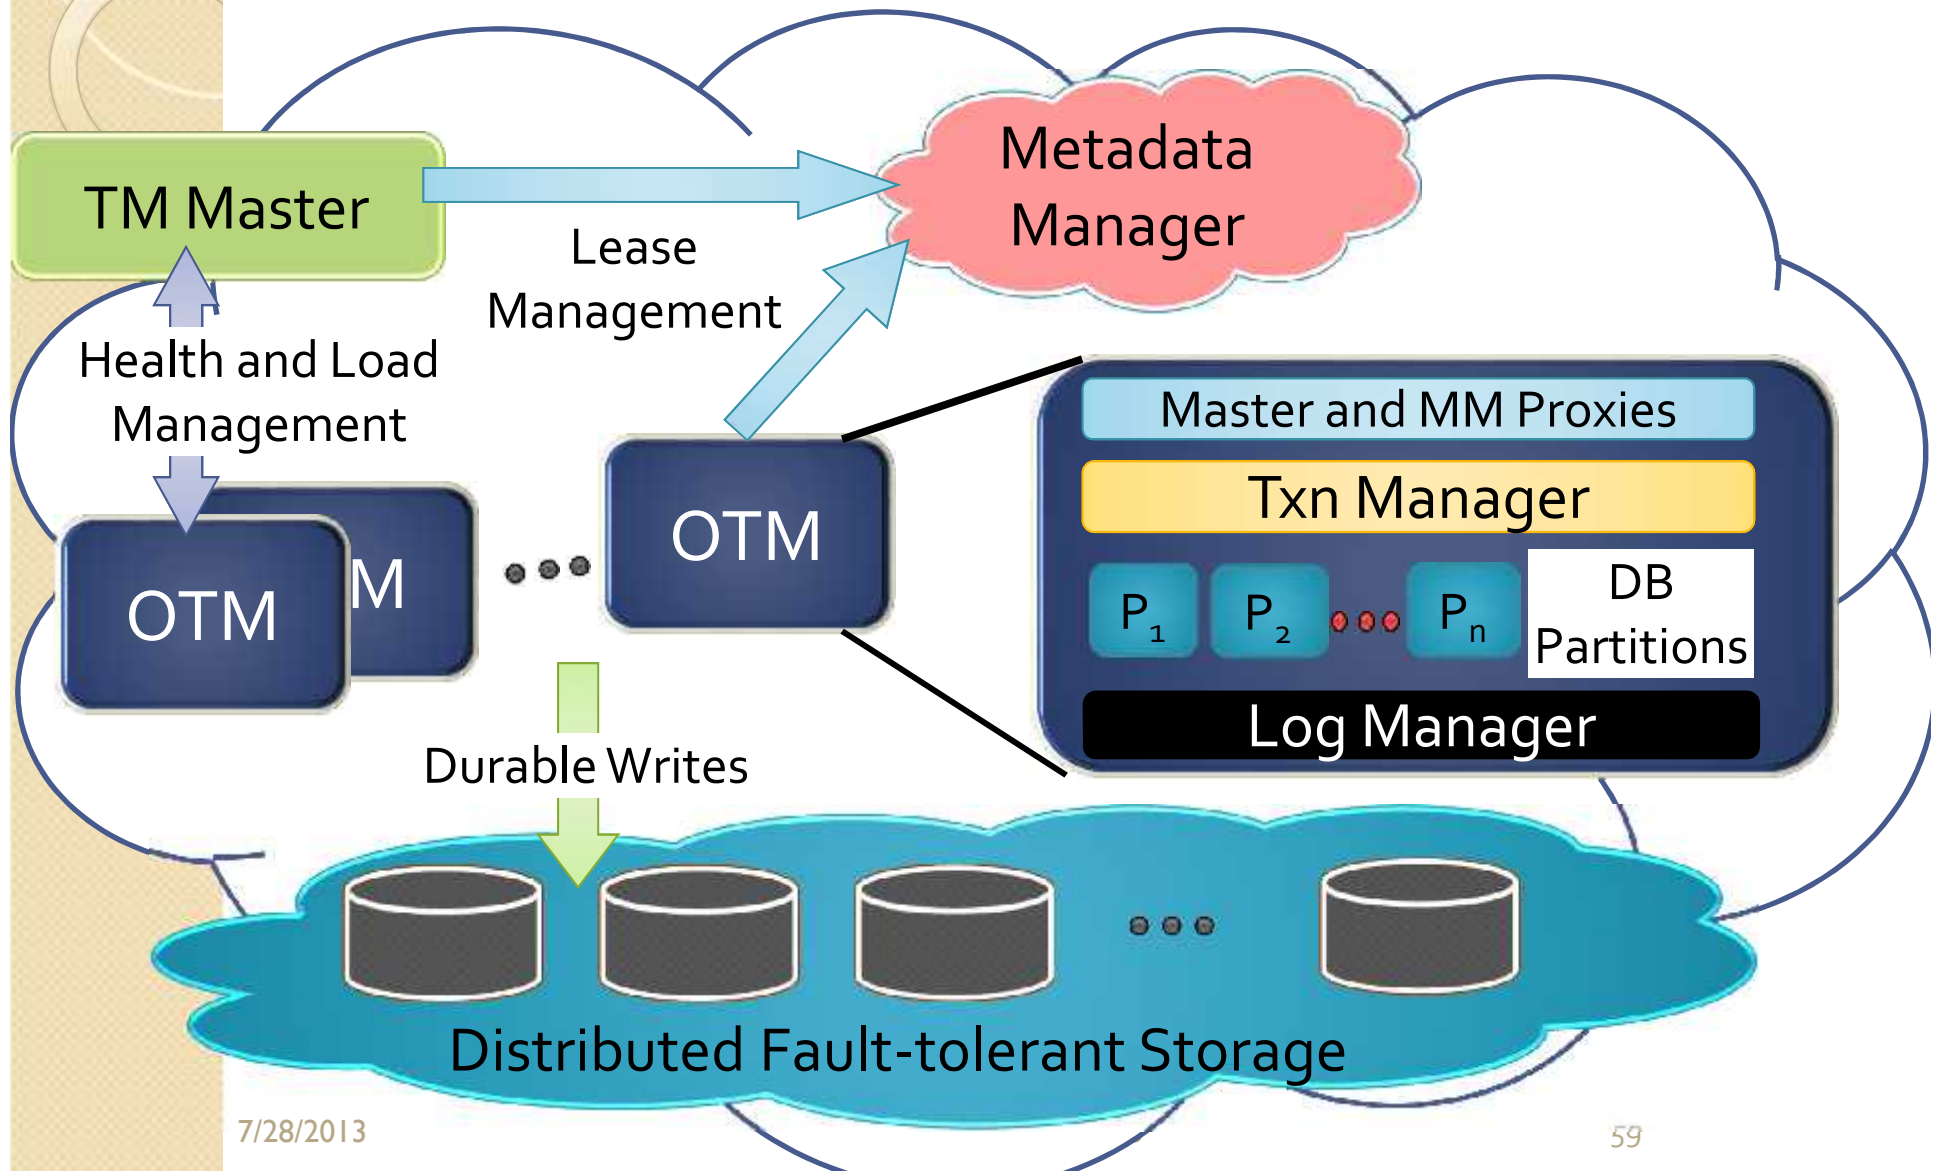 TM Master
Metadata
Manager
Lease
Management
Health and Load
Management
Master and MM Proxies
Txn Manager
OTM
M
OTM
P1
P2
Pn
DB
Partitions
Log Manager
Durable Writes
Distributed Fault-tolerant Storage
7/28/2013
59